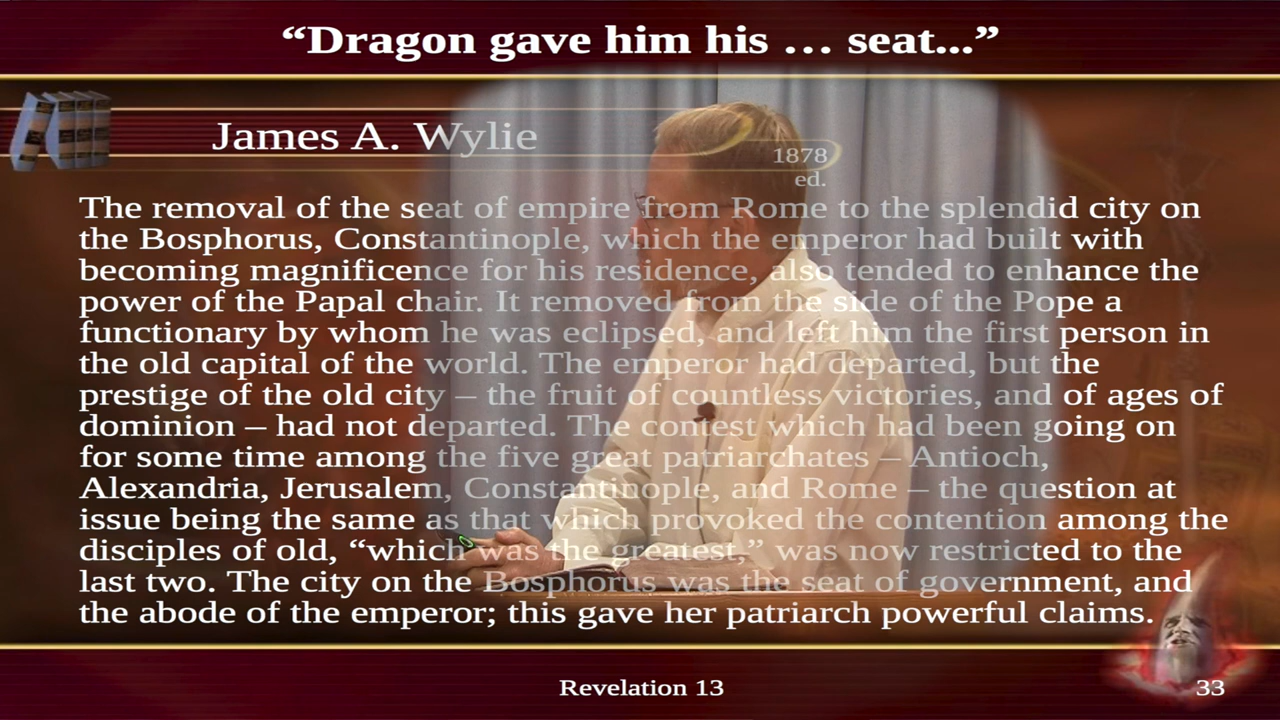 “Dragon gave him his … seat...”
James A. Wylie
1878
ed.
The removal of the seat of empire from Rome to the splendid city on
the Bosphorus, Constantinople, which the emperor had built with
becoming magnificence for his residence, also tended to enhance the
power of the Papal chair. It removed from the side of the Pope a
functionary by whom he was eclipsed, and left him the first person in
the old capital of the world. The emperor had departed, but the
prestige of the old city – the fruit of countless victories, and of ages of
dominion – had not departed. The contest which had been going on
for some time among the five great patriarchates – Antioch,
Alexandria, Jerusalem, Constantinople, and Rome – the question at
issue being the same as that which provoked the contention among the
disciples of old, “which was the greatest,” was now restricted to the
last two. The city on the Bosphorus was the seat of government, and
the abode of the emperor; this gave her patriarch powerful claims.
Revelation 13
33